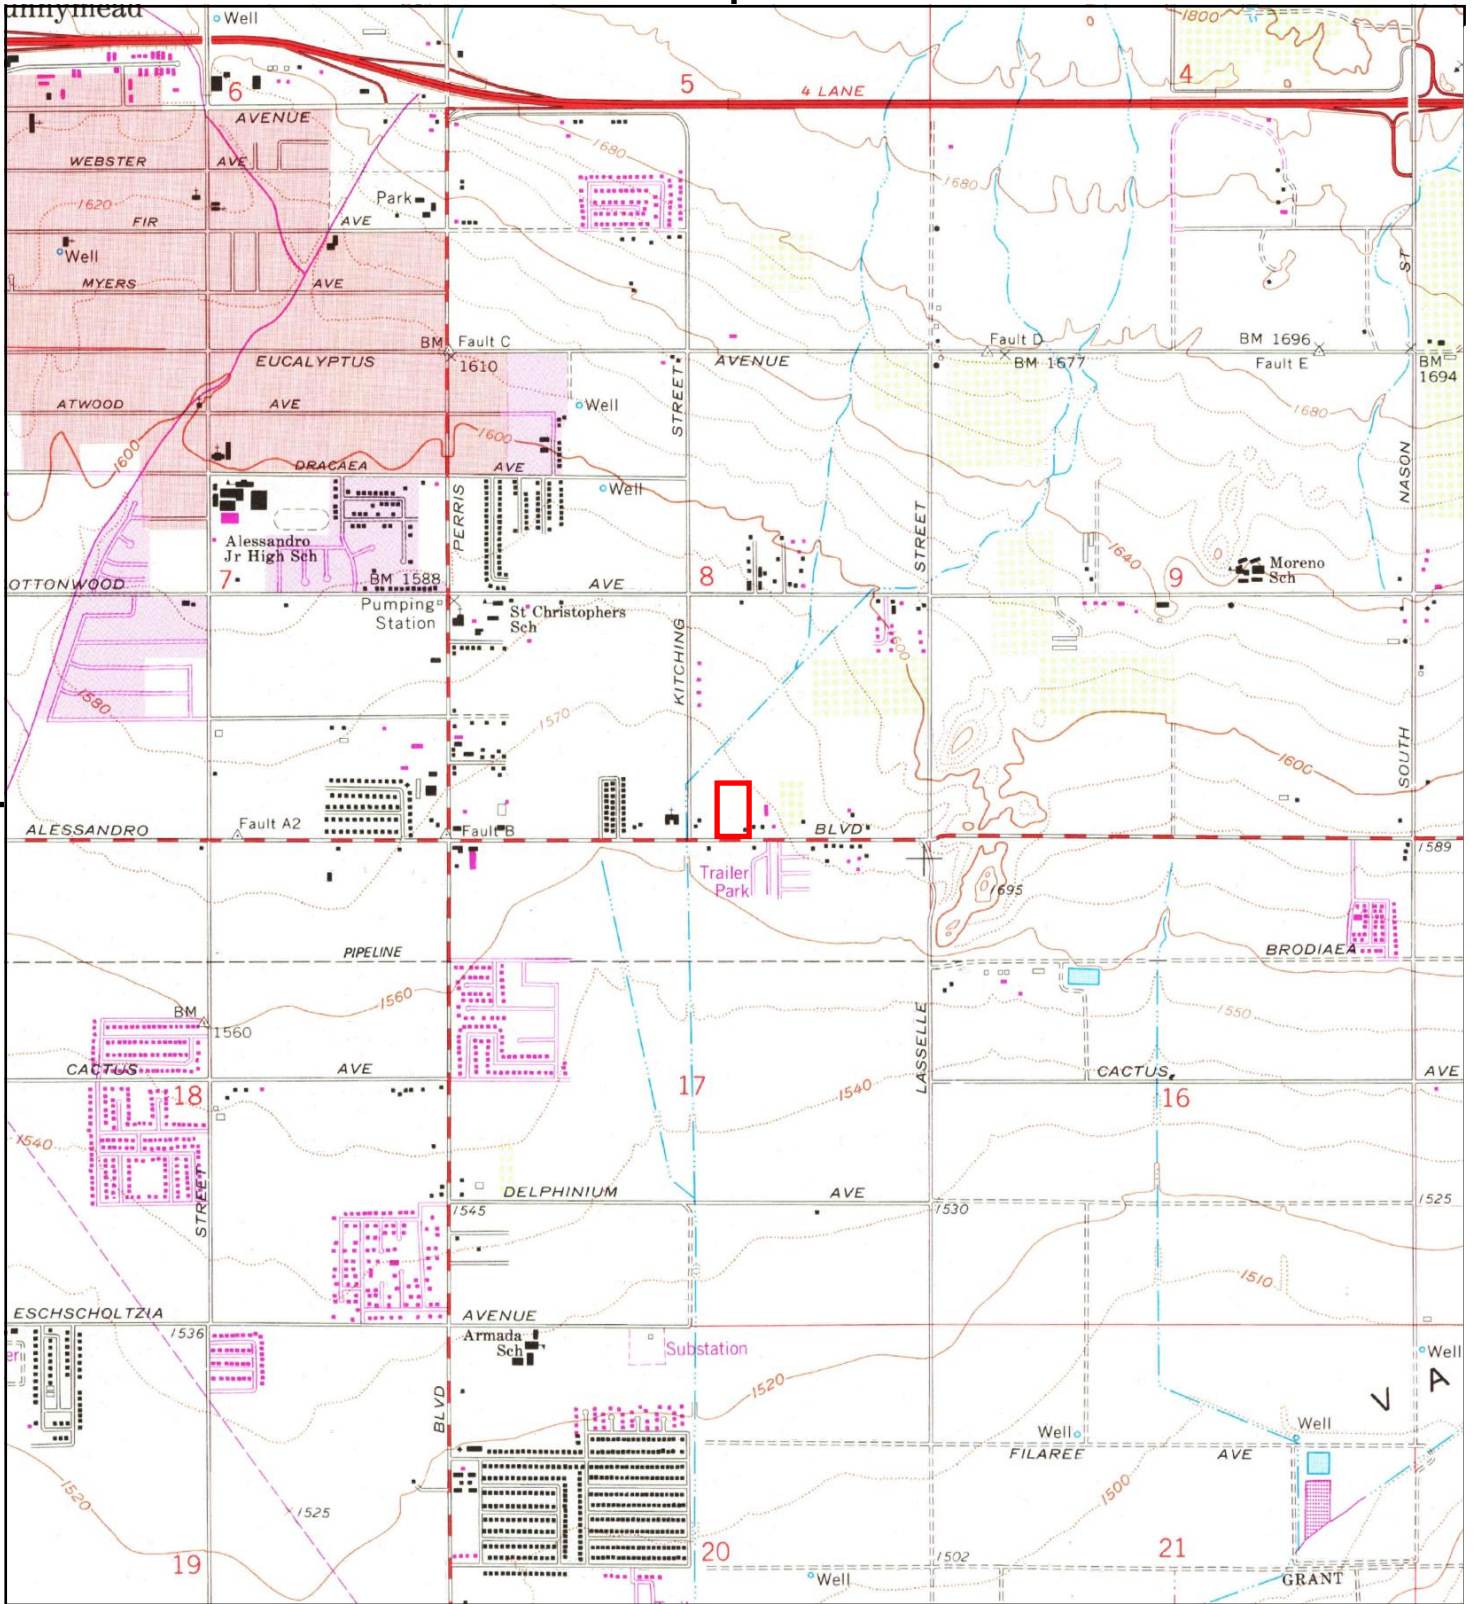 unnymead
Well
1800
6
5
4
4 LANE
AVENUE
1680
WEBSTER AVE
1680
Park
1620
FIR AVE
Well
MYERS AVE
ST
BM Fault C
Fault D
BM 1696
EUCALYPTUS
1610
AVENUE
BM 1677
Fault E
BM
1694
ATWOOD AVE
Well
STREET
1680
1600
1600
DRACAEA AVE
NASON
Well
PERRIS
STREET
Alessandro
Jr High Sch
1640
Moreno
Sch
OTTONWOOD
7
BM 1588
AVE
8
9
Pumping
Station
St Christophers
Sch
KITCHING
1600
1580
1570
SOUTH
1600
ALESSANDRO
Fault A2
Fault B
BLVD
1589
Trailer
Park
1695
PIPELINE
BRODIAEA
1560
BM
1560
LASSELLE
1550
CACTUS AVE
CACTUS AVE
18
17
16
1540
1540
STREET
DELPHINIUM AVE
1545
1530
1525
1510
ESCHSCHOLTZIA
AVENUE
1536
Armada
Sch
Substation
er
Well
1520
V A
BLVD
Well
Well
FILAREE AVE
1520
1525
1500
19
20
1502
21
Well
GRANT